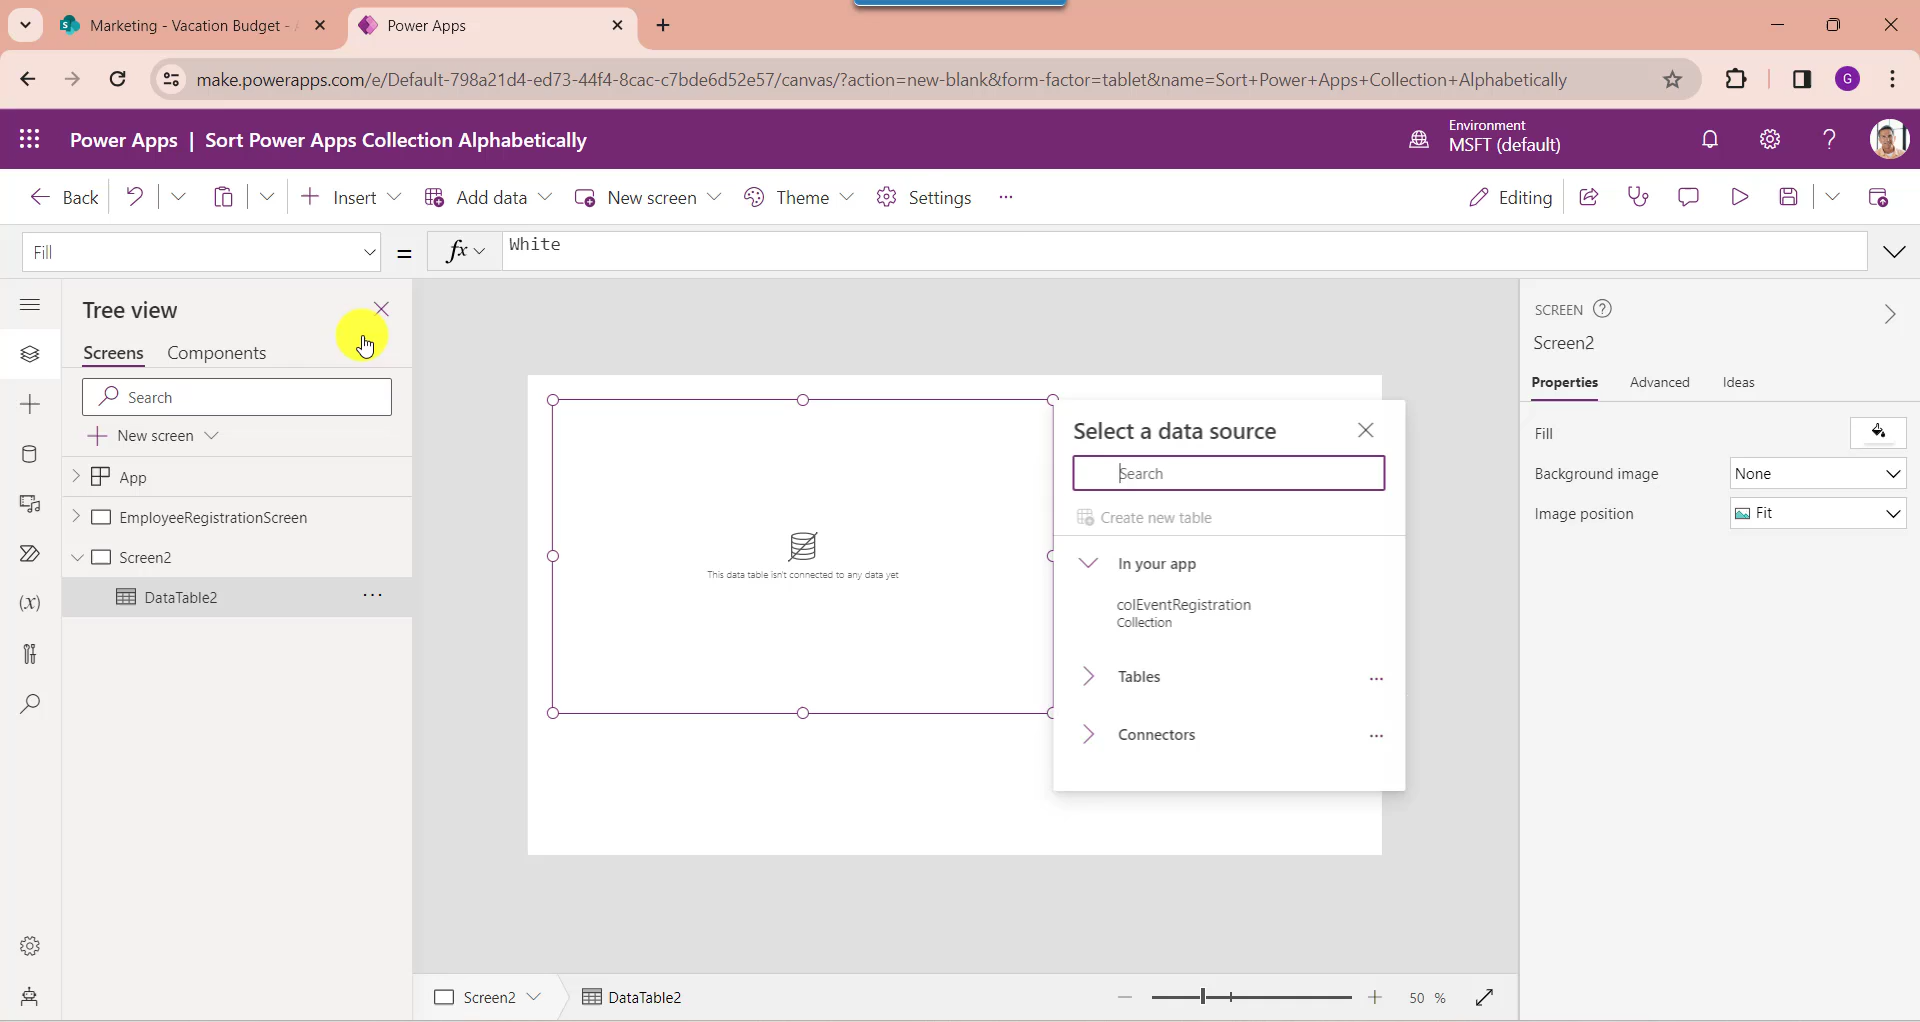 Marketing - Vacation Budget -
Power Apps
make.powerapps.com/e/Default-798a21d4-ed73-44f4-8cac-c7bde6d52e57/canvas/?action=new-blank&form-factor=tablet&name=Sort+Power+Apps+Collection+Alphabetically
G
Power Apps | Sort Power Apps Collection Alphabetically
Environment
MSFT (default)
Back
Insert
Add data
New screen
Theme
Settings
Editing
Fill
=
fx
White
Tree view
Screens
Components
Search
New screen
App
EmployeeRegistrationScreen
Screen2
DataTable2
This data table isn't connected to any data yet
Select a data source
Search
Create new table
In your app
colEventRegistration
Collection
Tables
Connectors
SCREEN
Screen2
Properties
Advanced
Ideas
Fill
Background image
None
Image position
Fit
Screen2
DataTable2
50 %